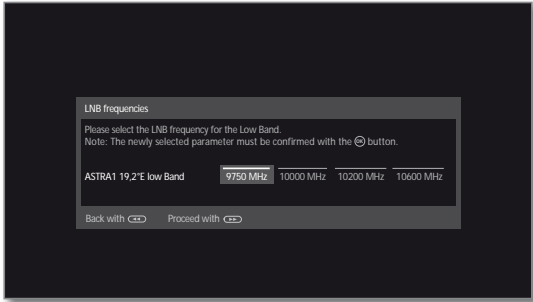 LNB frequencies
Please select the LNB frequency for the Low Band.
Note: The newly selected parameter must be confirmed with the OK button.
ASTRA1 19,2°E low Band 9750 MHz 10000 MHz 10200 MHz 10600 MHz
Back with Proceed with